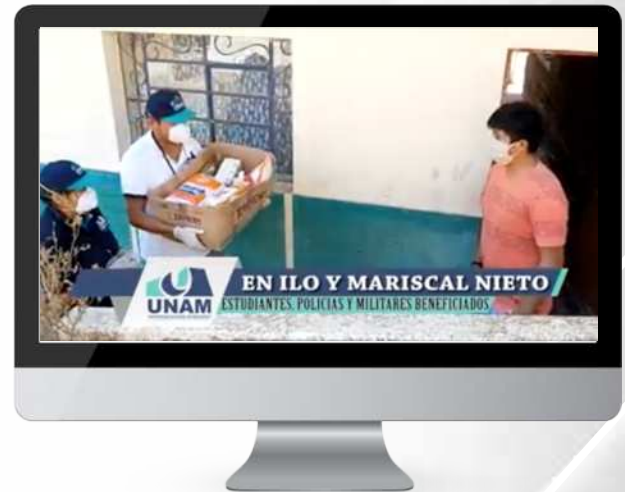 EN ILO Y MARISCAL NIETO
UNAM
ESTUDIANTES, POLICIAS Y MILITARES BENEFICIADOS